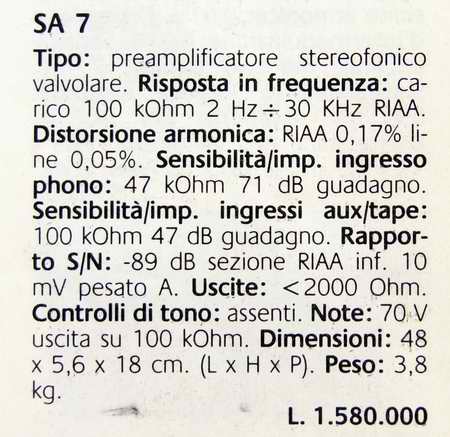 SA 7
Tipo: preamplificatore stereofonico
valvolare. Risposta in frequenza: ca-
rico 100 kOhm 2 Hz÷30 KHz RIAA.
Distorsione armonica: RIAA 0,17% li-
ne 0,05%. Sensibilità/imp. ingresso
phono: 47 kOhm 71 dB guadagno.
Sensibilità/imp. ingressi aux/tape:
100 kOhm 47 dB guadagno. Rappor-
to S/N: -89 dB sezione RIAA inf. 10
mV pesato A. Uscite: <2000 Ohm.
Controlli di tono: assenti. Note: 70 V
uscita su 100 kOhm. Dimensioni: 48
x 5,6 x 18 cm. (L x H x P). Peso: 3,8
kg.
L. 1.580.000